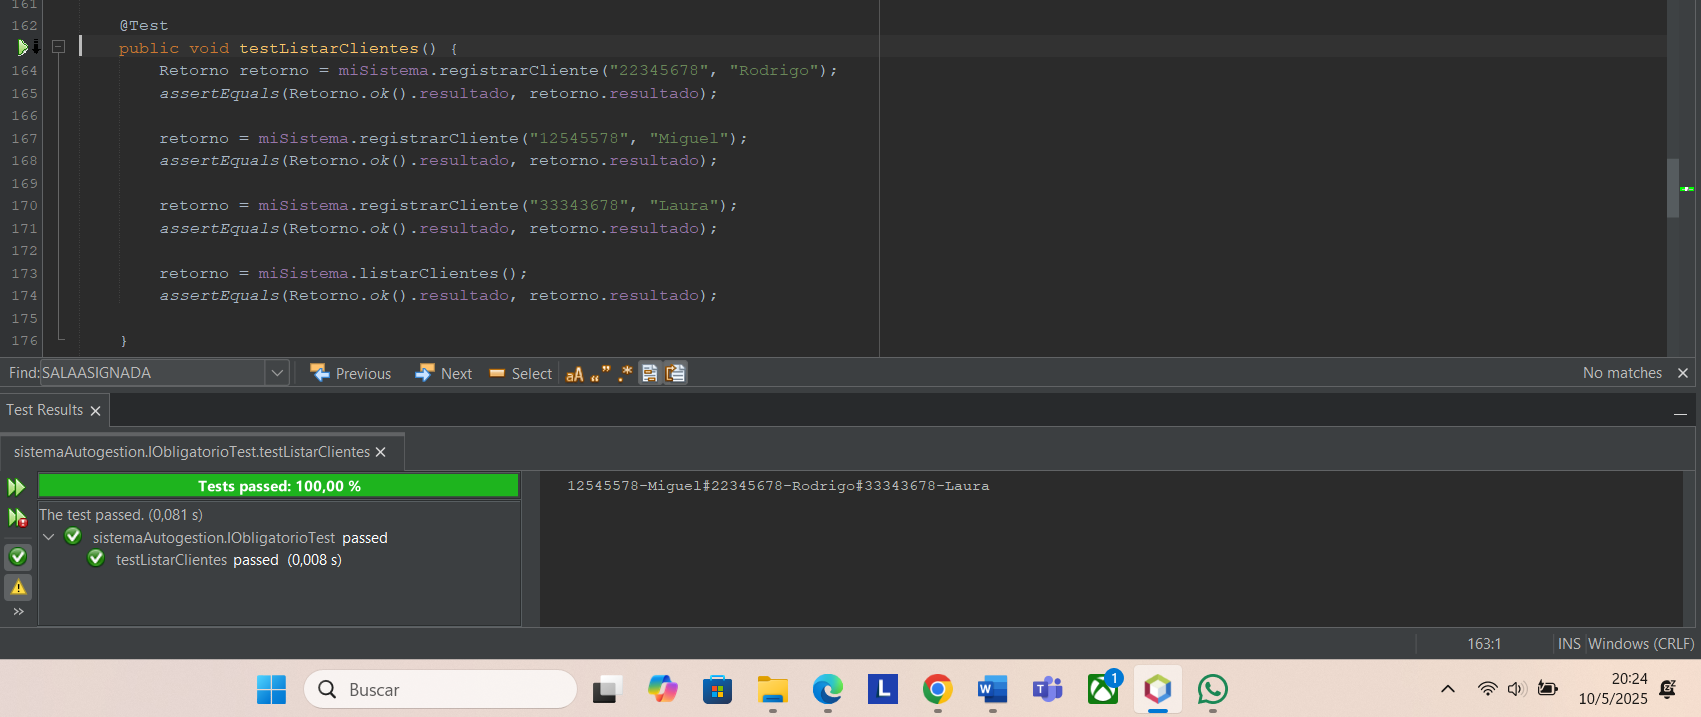 161
162 @Test
public void testListarClientes() {
164 Retorno retorno = miSistema.registrarCliente("22345678", "Rodrigo");
165 assertEquals(Retorno.ok().resultado, retorno.resultado);
166
167 retorno = miSistema.registrarCliente("12545578", "Miguel");
168 assertEquals(Retorno.ok().resultado, retorno.resultado);
169
170 retorno = miSistema.registrarCliente("33343678", "Laura");
171 assertEquals(Retorno.ok().resultado, retorno.resultado);
172
173 retorno = miSistema.listarClientes();
174 assertEquals(Retorno.ok().resultado, retorno.resultado);
175
176 }
Find: SALAASIGNADA Previous Next Select aA “” .* No matches
Test Results
sistemaAutogestion.IObligatorioTest.testListarClientes
Tests passed: 100,00 %
12545578-Miguel#22345678-Rodrigo#33343678-Laura
The test passed. (0,081 s)
sistemaAutogestion.IObligatorioTest passed
testListarClientes passed (0,008 s)
163:1 INS Windows (CRLF)
Buscar
L
W
T
1
20:24
10/5/2025